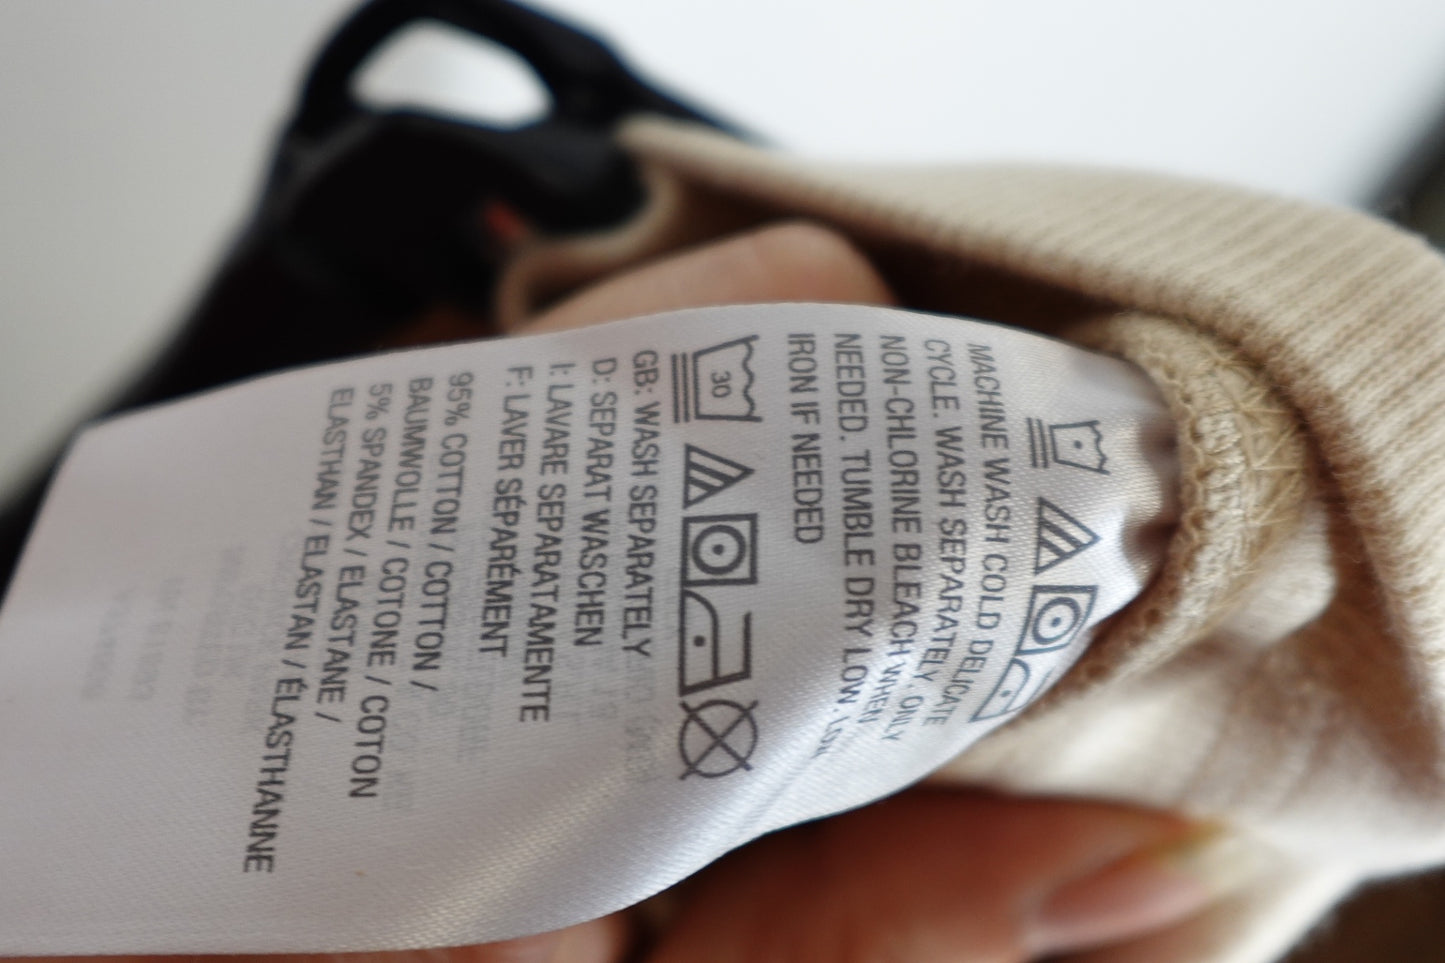 MACHINE WASH COLD DELICATE
CYCLE. WASH SEPARATELY. ONLY
NON-CHLORINE BLEACH WHEN
NEEDED. TUMBLE DRY LOW. LOW
IRON IF NEEDED
30
GB: WASH SEPARATELY
D: SEPARAT WASCHEN
I: LAVARE SEPARATAMENTE
F: LAVER SÉPARÉMENT
95% COTTON / COTTON /
BAUMWOLLE / COTONE / COTON
5% SPANDEX / ELASTANE /
ELASTHAN / ELASTAN / ÉLASTHANNE